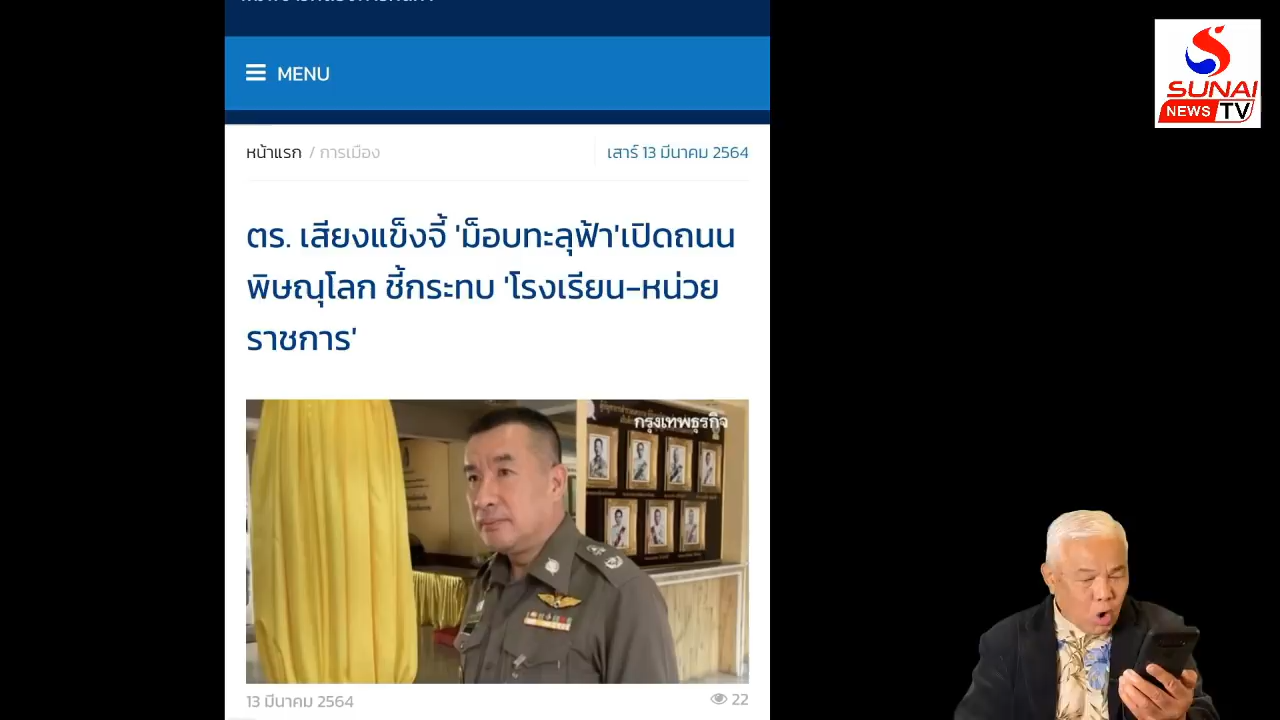 MENU
หน้าแรก / การเมือง
เสาร์ 13 มีนาคม 2564
ตร. เสียงแข็งจี้ 'ม็อบทะลุฟ้า'เปิดถนน
พิษณุโลก ชี้กระทบ 'โรงเรียน-หน่วย
ราชการ'
กรุงเทพธุรกิจ
13 มีนาคม 2564
22
SUNAI
NEWS TV